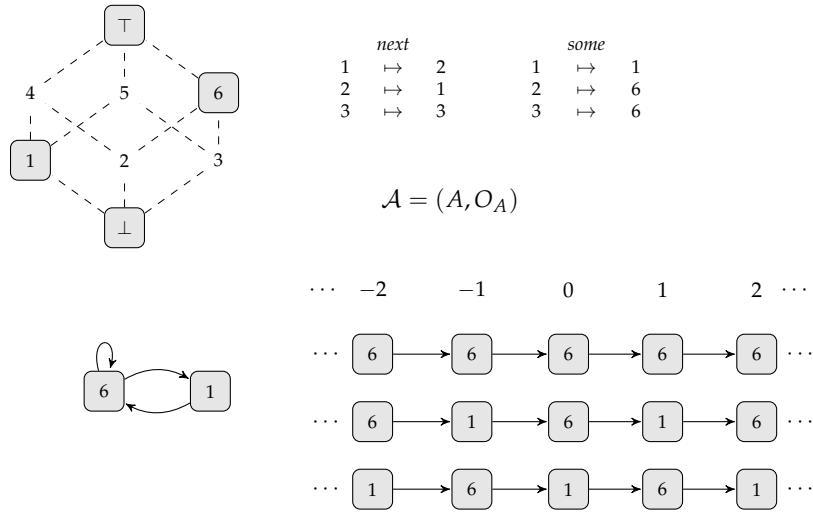 ⊤
4 5 6
1 2 3
⊥
next
1 ↦ 2
2 ↦ 1
3 ↦ 3
some
1 ↦ 1
2 ↦ 6
3 ↦ 6
𝒜 = (A, O_A)
6 1
··· −2 −1 0 1 2 ···
··· 6 6 6 6 6 ···
··· 6 1 6 1 6 ···
··· 1 6 1 6 1 ···